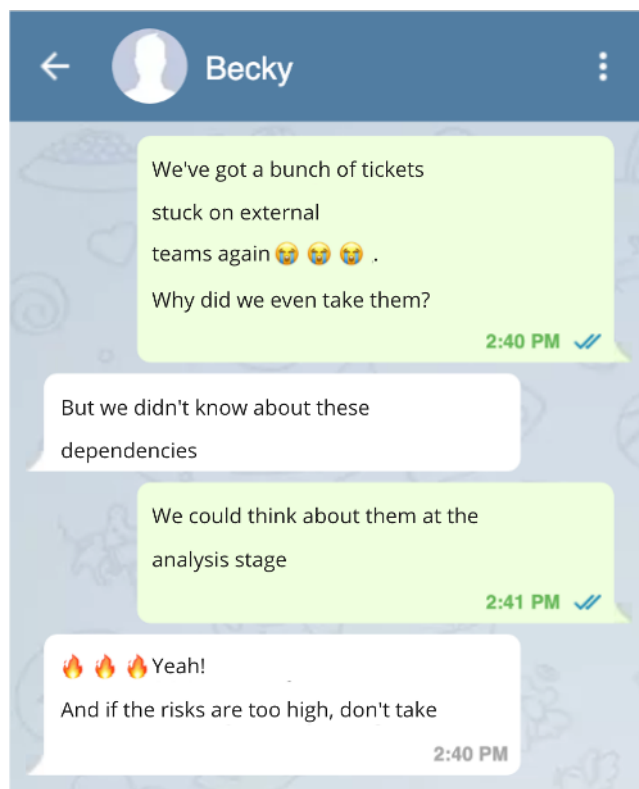 Becky
We've got a bunch of tickets
stuck on external
teams again 😭 😭 😭 .
Why did we even take them?
2:40 PM
But we didn't know about these
dependencies
We could think about them at the
analysis stage
2:41 PM
🔥 🔥 🔥 Yeah!
And if the risks are too high, don't take
2:40 PM